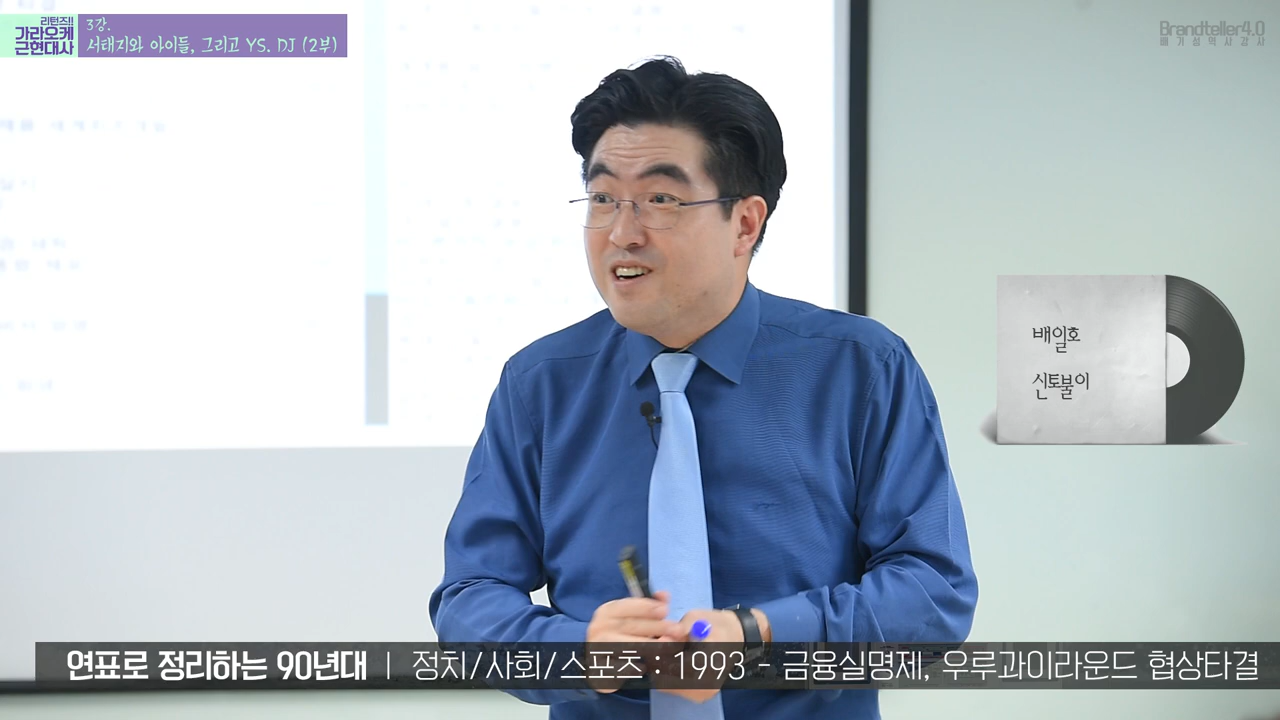 리턴즈!!
가라오케
근현대사
3강.
서태지와 아이들, 그리고 YS. DJ (2부)
Brandteller4.0
배기성역사강사
배일호
신토불이
연표로 정리하는 90년대 | 정치/사회/스포츠 : 1993 - 금융실명제, 우루과이라운드 협상타결